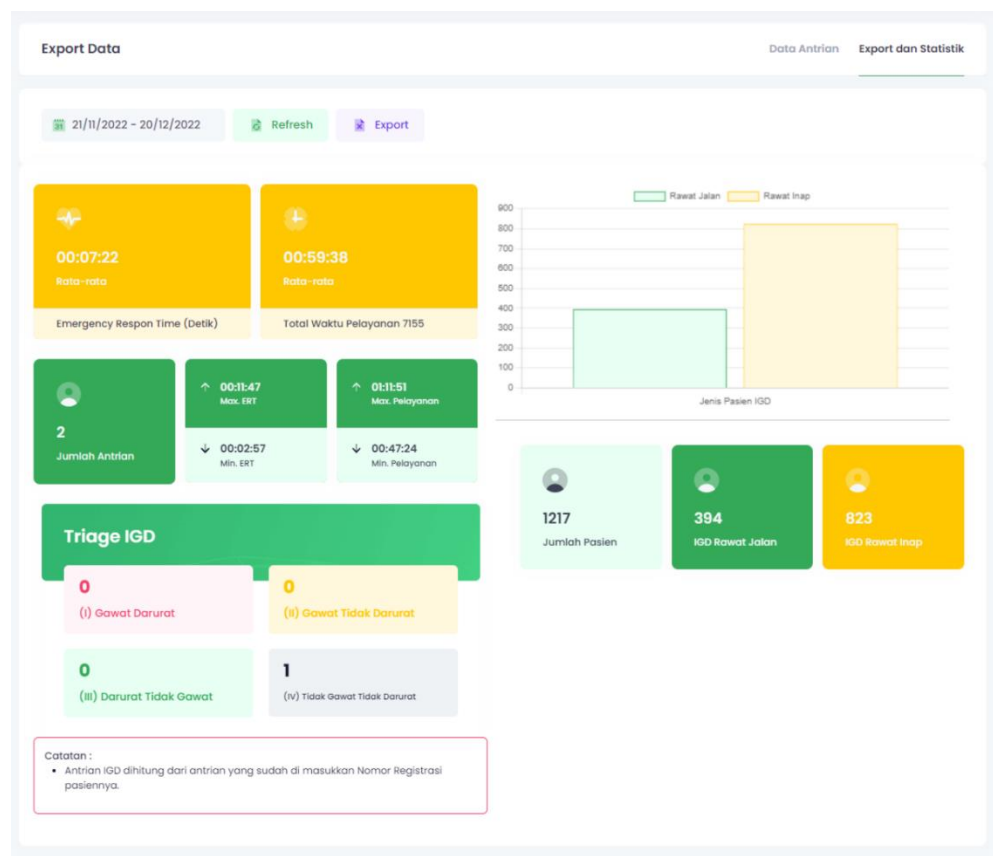 Export Data
Data Antrian
Export dan Statistik
21/11/2022 - 20/12/2022
Refresh
Export
00:07:22
Rata-rata
Emergency Respon Time (Detik)
00:59:38
Rata-rata
Total Waktu Pelayanan 7155
2
Jumlah Antrian
00:11:47
Max. ERT
00:02:57
Min. ERT
01:11:51
Max. Pelayanan
00:47:24
Min. Pelayanan
Triage IGD
0
(I) Gawat Darurat
0
(II) Gawat Tidak Darurat
0
(III) Darurat Tidak Gawat
1
(IV) Tidak Gawat Tidak Darurat
Catatan :
• Antrian IGD dihitung dari antrian yang sudah di masukkan Nomor Registrasi
pasiennya.
Rawat Jalan
Rawat Inap
900
800
700
600
500
400
300
200
100
0
Jenis Pasien IGD
1217
Jumlah Pasien
394
IGD Rawat Jalan
823
IGD Rawat Inap